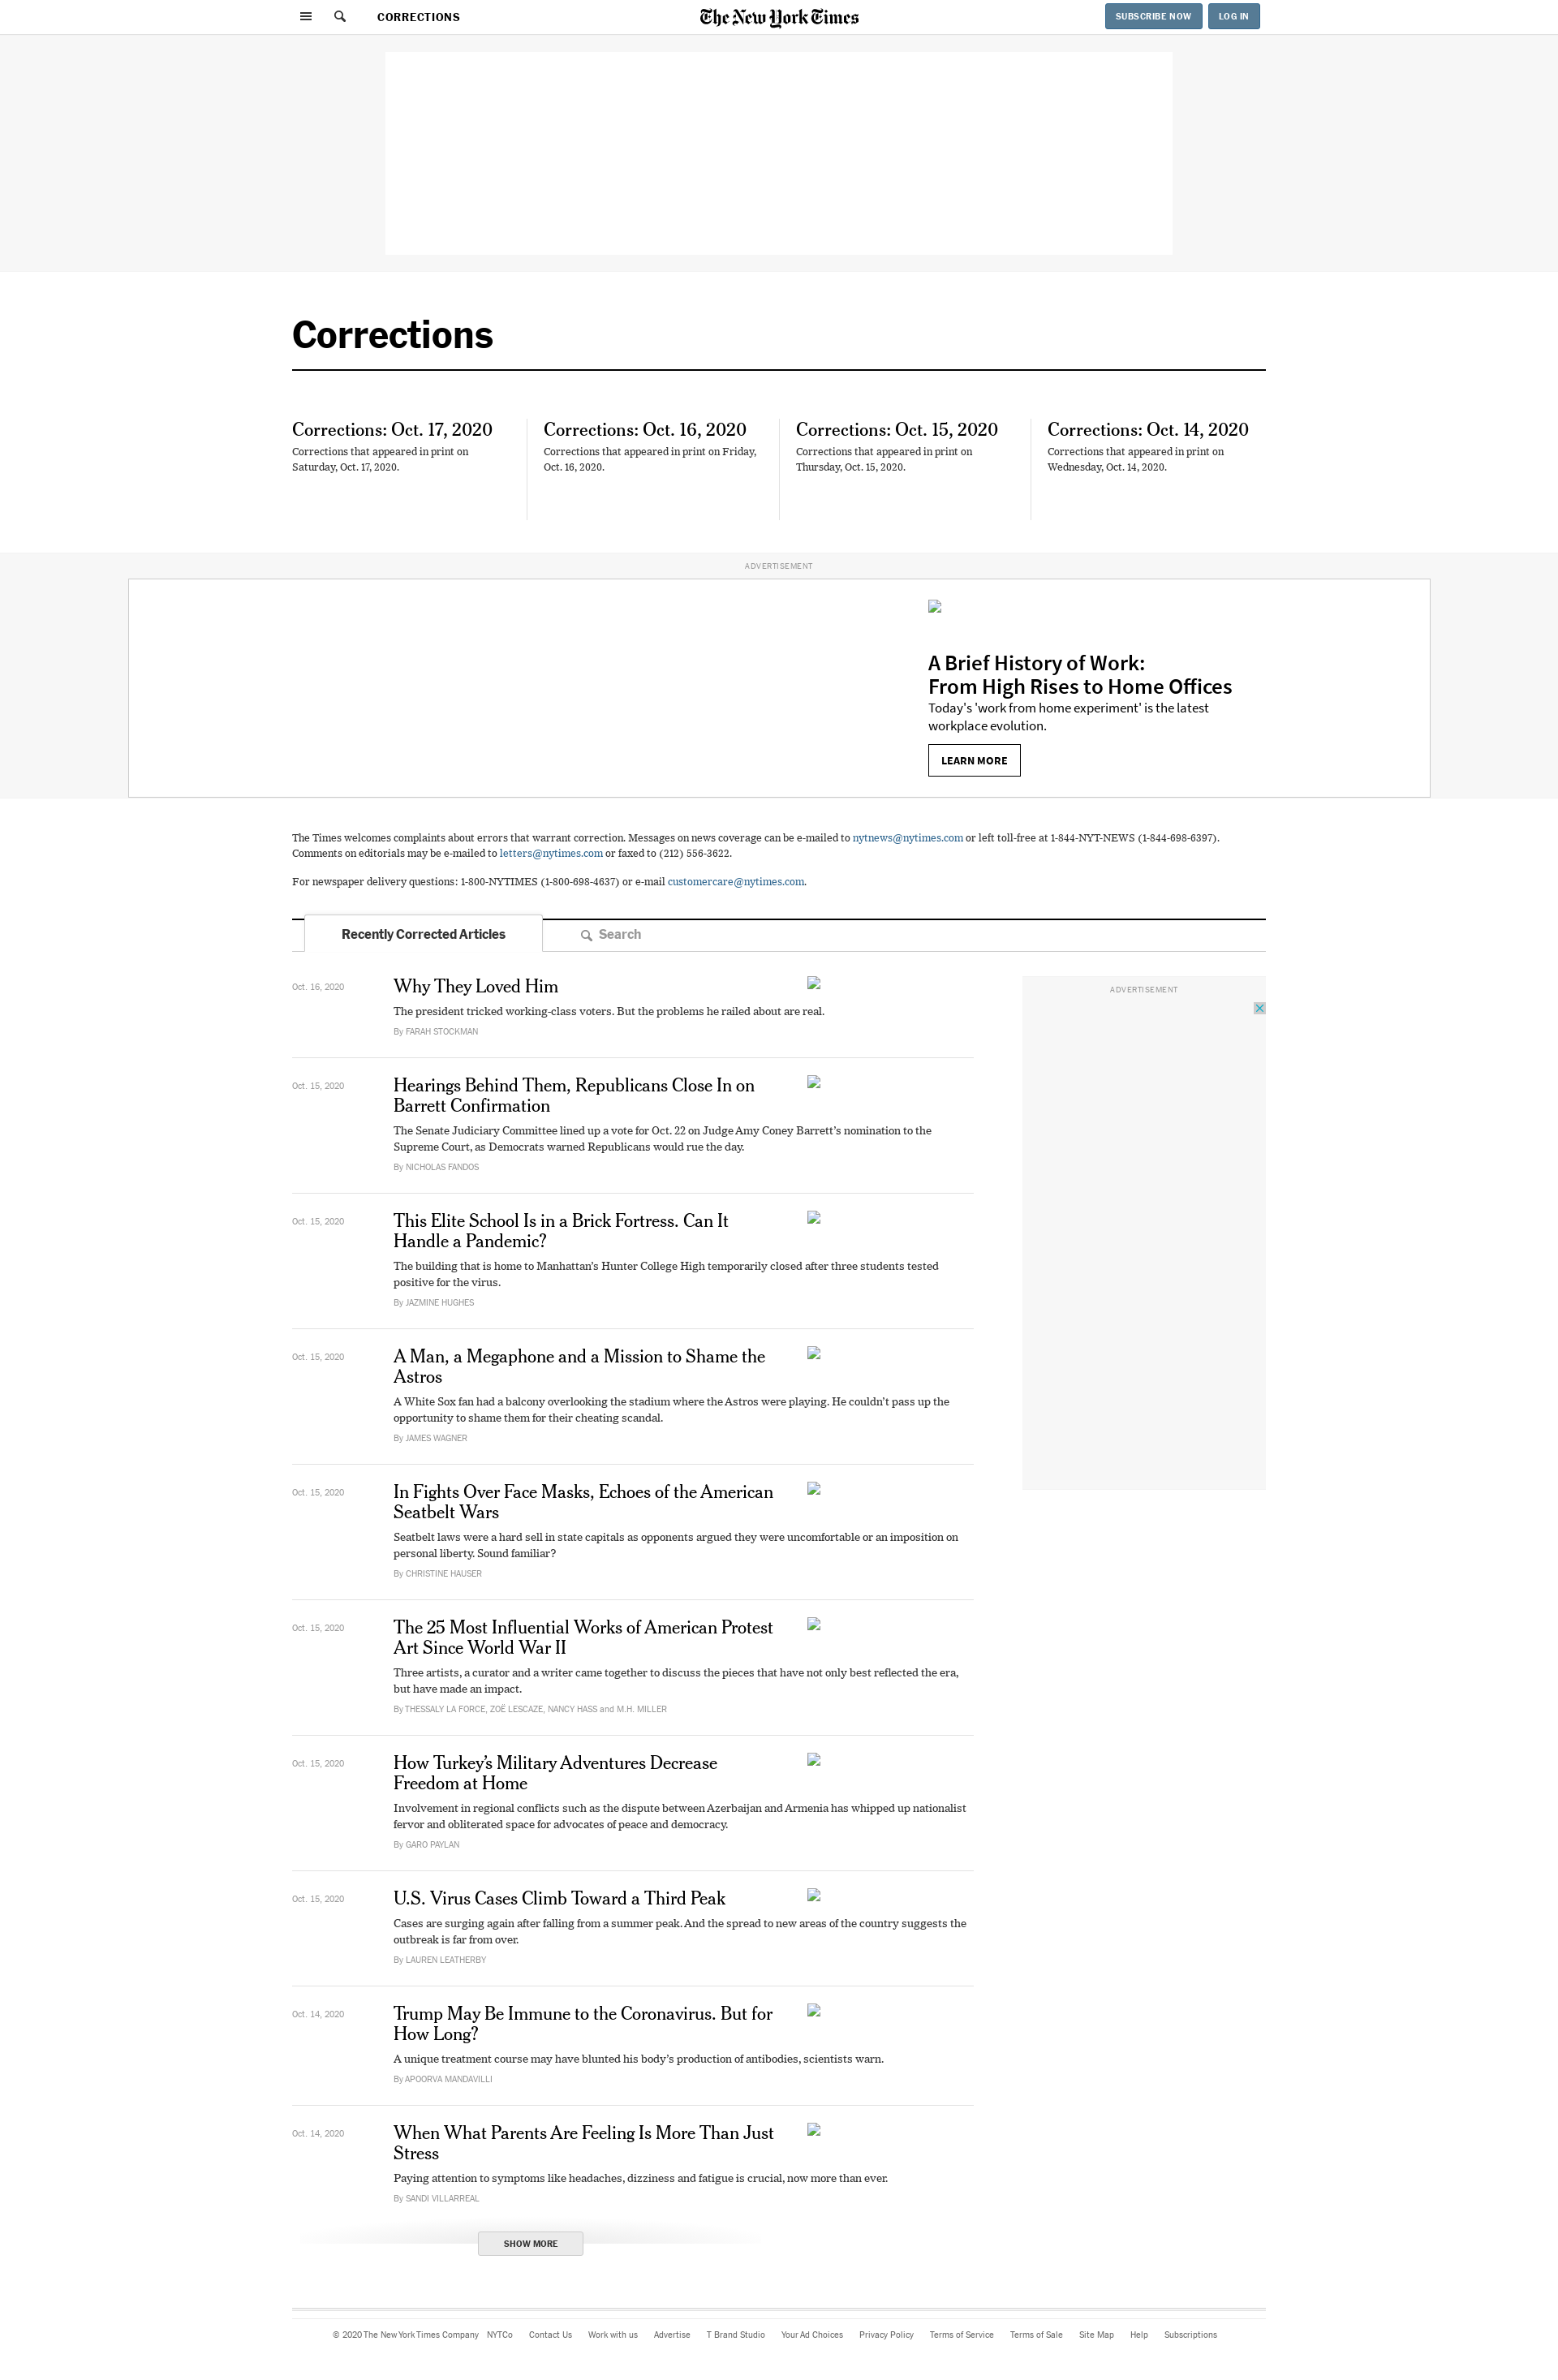 CORRECTIONS
The New York Times
SUBSCRIBE NOW
LOG IN
Corrections
Corrections: Oct. 17, 2020
Corrections that appeared in print on
Saturday, Oct. 17, 2020.
Corrections: Oct. 16, 2020
Corrections that appeared in print on Friday,
Oct. 16, 2020.
Corrections: Oct. 15, 2020
Corrections that appeared in print on
Thursday, Oct. 15, 2020.
Corrections: Oct. 14, 2020
Corrections that appeared in print on
Wednesday, Oct. 14, 2020.
ADVERTISEMENT
A Brief History of Work:
From High Rises to Home Offices
Today's 'work from home experiment' is the latest
workplace evolution.
LEARN MORE
The Times welcomes complaints about errors that warrant correction. Messages on news coverage can be e-mailed to nytnews@nytimes.com or left toll-free at 1-844-NYT-NEWS (1-844-698-6397).
Comments on editorials may be e-mailed to letters@nytimes.com or faxed to (212) 556-3622.
For newspaper delivery questions: 1-800-NYTIMES (1-800-698-4637) or e-mail customercare@nytimes.com.
Recently Corrected Articles
Search
ADVERTISEMENT
Oct. 16, 2020
Why They Loved Him
The president tricked working-class voters. But the problems he railed about are real.
By FARAH STOCKMAN
Oct. 15, 2020
Hearings Behind Them, Republicans Close In on
Barrett Confirmation
The Senate Judiciary Committee lined up a vote for Oct. 22 on Judge Amy Coney Barrett’s nomination to the
Supreme Court, as Democrats warned Republicans would rue the day.
By NICHOLAS FANDOS
Oct. 15, 2020
This Elite School Is in a Brick Fortress. Can It
Handle a Pandemic?
The building that is home to Manhattan’s Hunter College High temporarily closed after three students tested
positive for the virus.
By JAZMINE HUGHES
Oct. 15, 2020
A Man, a Megaphone and a Mission to Shame the
Astros
A White Sox fan had a balcony overlooking the stadium where the Astros were playing. He couldn’t pass up the
opportunity to shame them for their cheating scandal.
By JAMES WAGNER
Oct. 15, 2020
In Fights Over Face Masks, Echoes of the American
Seatbelt Wars
Seatbelt laws were a hard sell in state capitals as opponents argued they were uncomfortable or an imposition on
personal liberty. Sound familiar?
By CHRISTINE HAUSER
Oct. 15, 2020
The 25 Most Influential Works of American Protest
Art Since World War II
Three artists, a curator and a writer came together to discuss the pieces that have not only best reflected the era,
but have made an impact.
By THESSALY LA FORCE, ZOË LESCAZE, NANCY HASS and M.H. MILLER
Oct. 15, 2020
How Turkey’s Military Adventures Decrease
Freedom at Home
Involvement in regional conflicts such as the dispute between Azerbaijan and Armenia has whipped up nationalist
fervor and obliterated space for advocates of peace and democracy.
By GARO PAYLAN
Oct. 15, 2020
U.S. Virus Cases Climb Toward a Third Peak
Cases are surging again after falling from a summer peak. And the spread to new areas of the country suggests the
outbreak is far from over.
By LAUREN LEATHERBY
Oct. 14, 2020
Trump May Be Immune to the Coronavirus. But for
How Long?
A unique treatment course may have blunted his body’s production of antibodies, scientists warn.
By APOORVA MANDAVILLI
Oct. 14, 2020
When What Parents Are Feeling Is More Than Just
Stress
Paying attention to symptoms like headaches, dizziness and fatigue is crucial, now more than ever.
By SANDI VILLARREAL
SHOW MORE
© 2020 The New York Times Company NYTCo Contact Us Work with us Advertise T Brand Studio Your Ad Choices Privacy Policy Terms of Service Terms of Sale Site Map Help Subscriptions